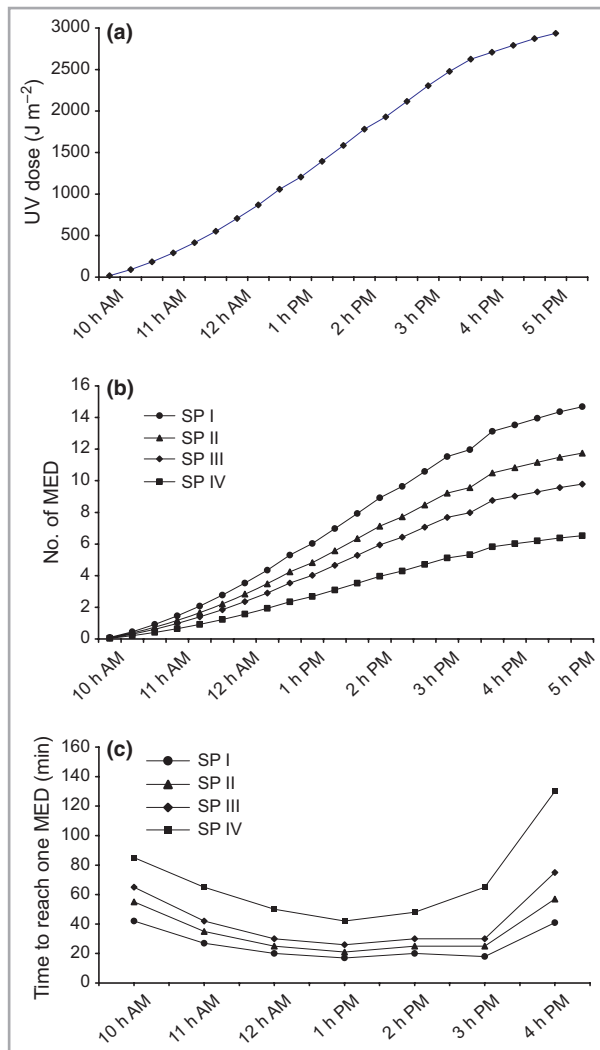 (a)
UV dose (J m⁻²)
3000
2500
2000
1500
1000
500
0
10 h AM
11 h AM
12 h AM
1 h PM
2 h PM
3 h PM
4 h PM
5 h PM
(b)
No. of MED
16
14
12
10
8
6
4
2
0
SP I
SP II
SP III
SP IV
10 h AM
11 h AM
12 h AM
1 h PM
2 h PM
3 h PM
4 h PM
5 h PM
(c)
Time to reach one MED (min)
160
140
120
100
80
60
40
20
0
SP I
SP II
SP III
SP IV
10 h AM
11 h AM
12 h AM
1 h PM
2 h PM
3 h PM
4 h PM